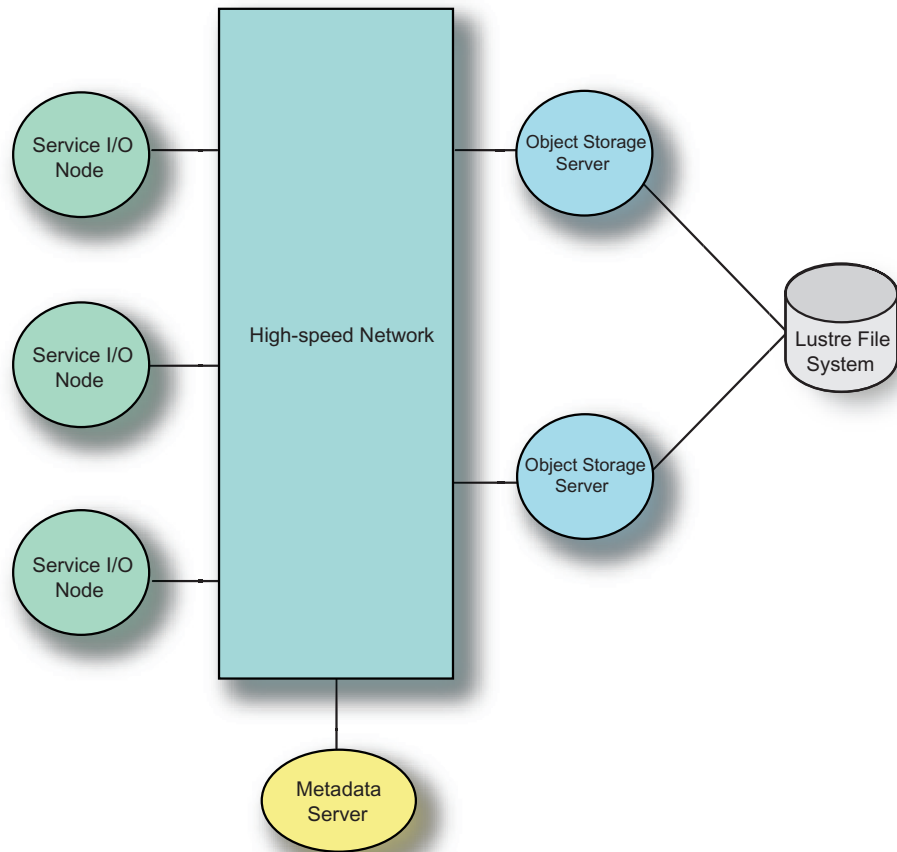 Service I/O
Node
Object Storage
Server
High-speed Network
Service I/O
Node
Lustre File
System
Object Storage
Server
Service I/O
Node
Metadata
Server